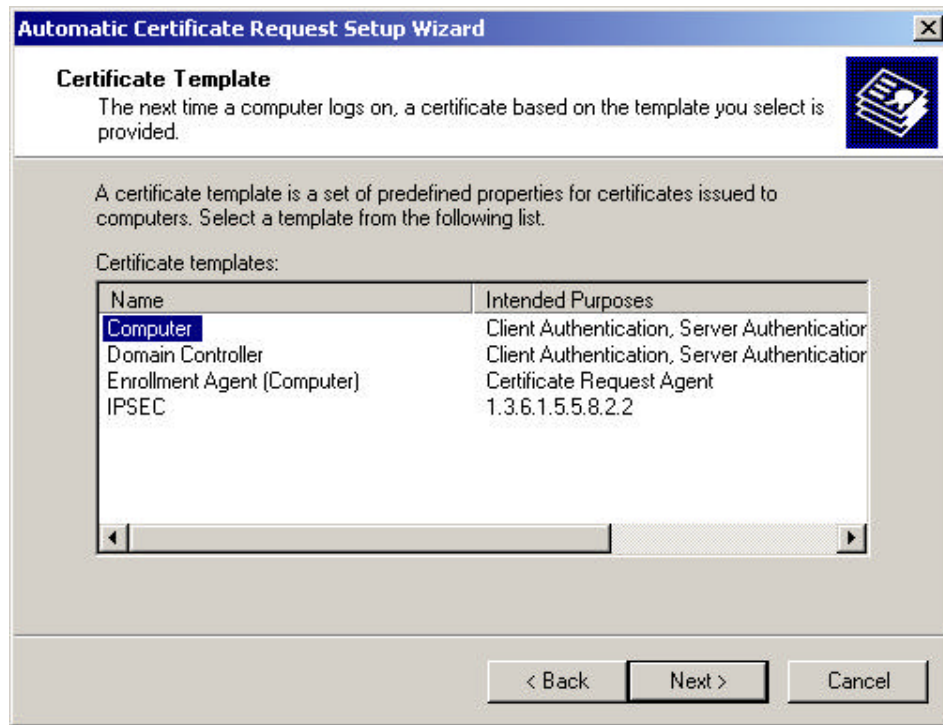 Automatic Certificate Request Setup Wizard
Certificate Template
The next time a computer logs on, a certificate based on the template you select is
provided.
A certificate template is a set of predefined properties for certificates issued to
computers. Select a template from the following list.
Certificate templates:
Name Intended Purposes
Computer Client Authentication, Server Authentication
Domain Controller Client Authentication, Server Authentication
Enrollment Agent (Computer) Certificate Request Agent
IPSEC 1.3.6.1.5.5.8.2.2
< Back Next > Cancel